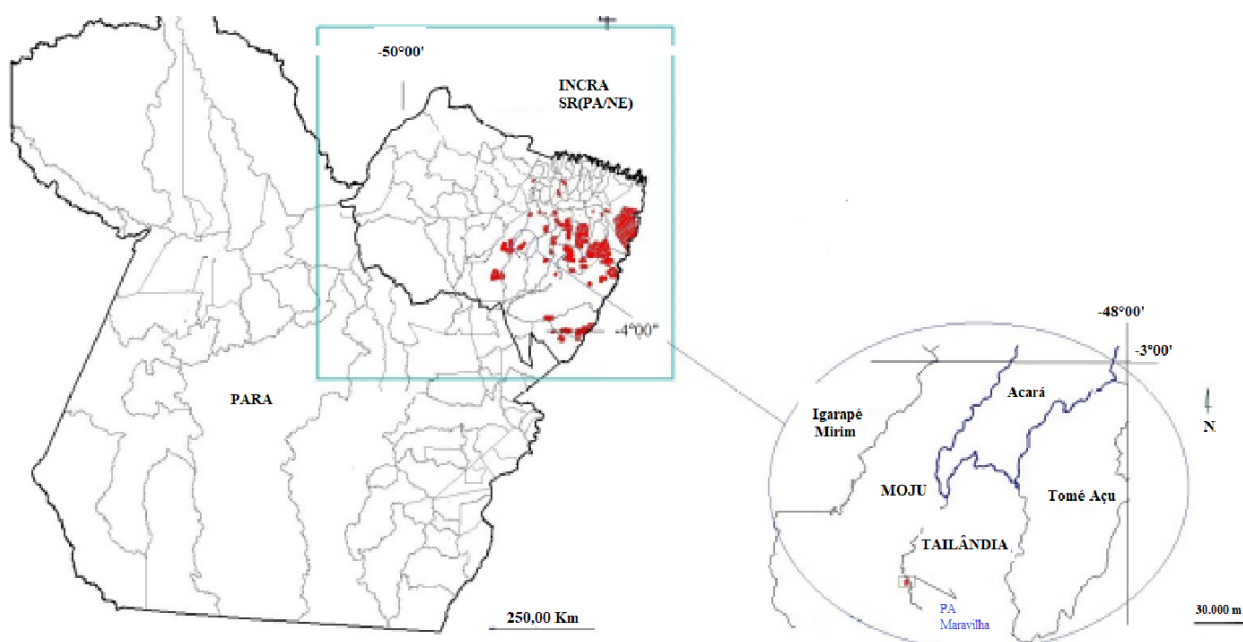 -50°00'
INCRA
SR(PA/NE)
-4°00"
PARA
250,00 Km
-48°00'
-3°00'
Igarapé
Mirim
Acará
N
MOJU
Tomé Açu
TAILÂNDIA
PA
Maravilha
30.000 m